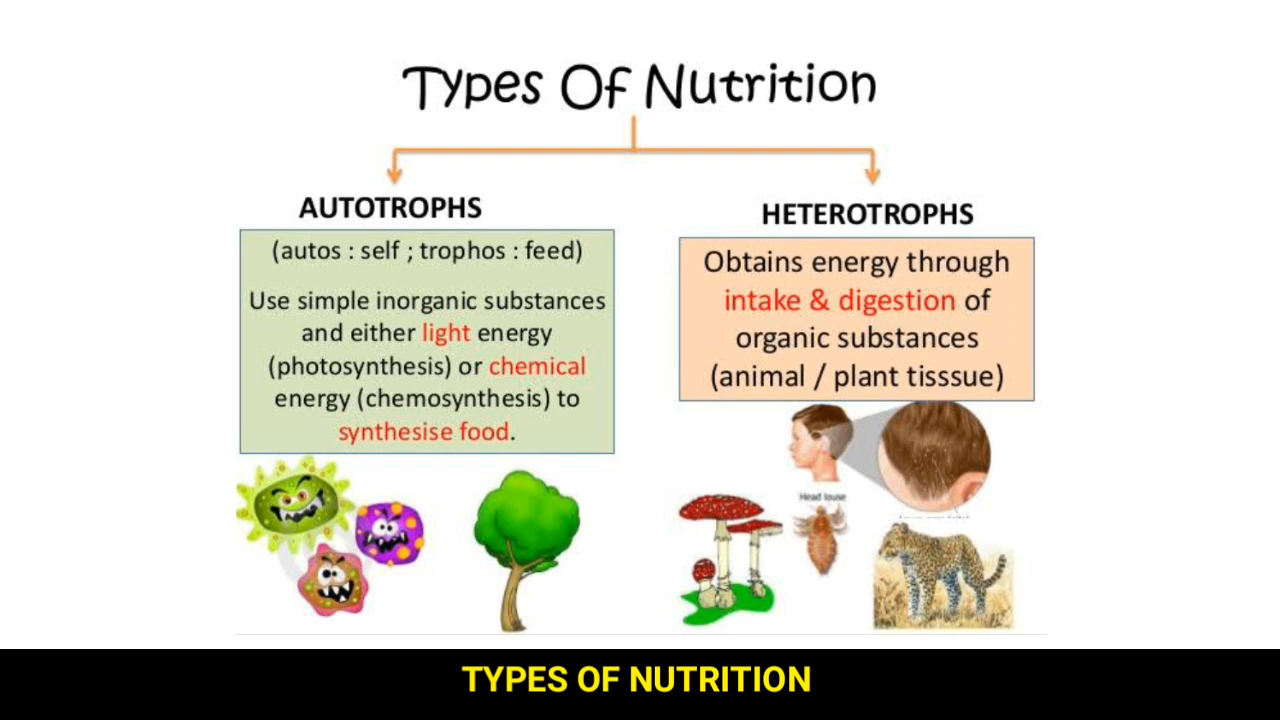 Types Of Nutrition
AUTOTROPHS
(autos : self ; trophos : feed)
Use simple inorganic substances
and either light energy
(photosynthesis) or chemical
energy (chemosynthesis) to
synthesise food.
HETEROTROPHS
Obtains energy through
intake & digestion of
organic substances
(animal / plant tisssue)
Head louse
TYPES OF NUTRITION